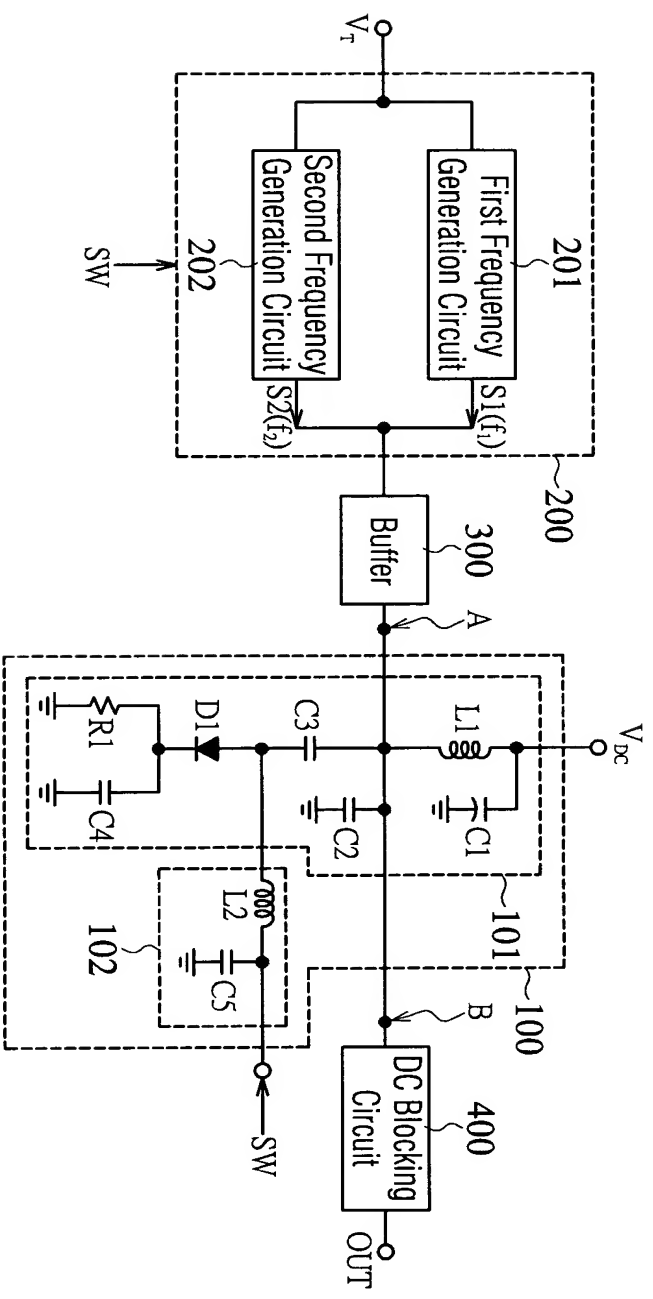 V_T
First Frequency
Generation Circuit
201
S1(f₁)
Second Frequency
Generation Circuit
202
S2(f₂)
SW
200
Buffer
300
A
V_DC
L1
C1
C2
C3
D1
R1
C4
101
L2
C5
102
SW
100
B
DC Blocking
Circuit
400
OUT